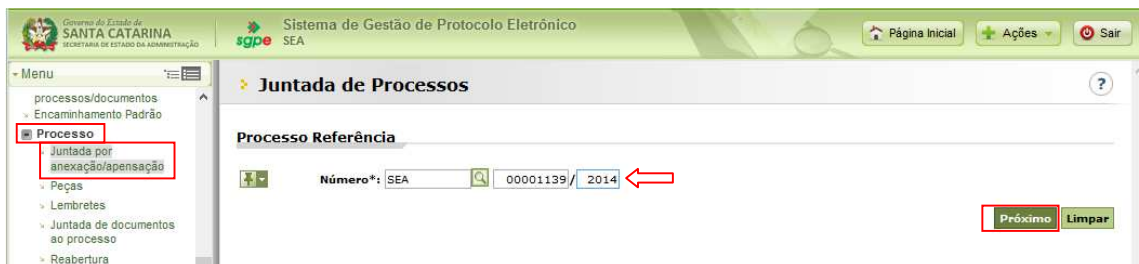 Governo do Estado de
SANTA CATARINA
SECRETARIA DE ESTADO DA ADMINISTRAÇÃO
sgpe
Sistema de Gestão de Protocolo Eletrônico
SEA
Página Inicial
Ações
Sair
Menu
processos/documentos
Encaminhamento Padrão
Processo
Juntada por
anexação/apensação
Peças
Lembretes
Juntada de documentos
ao processo
Reabertura
Juntada de Processos
?
Processo Referência
Número*: SEA 00001139/ 2014
Próximo Limpar